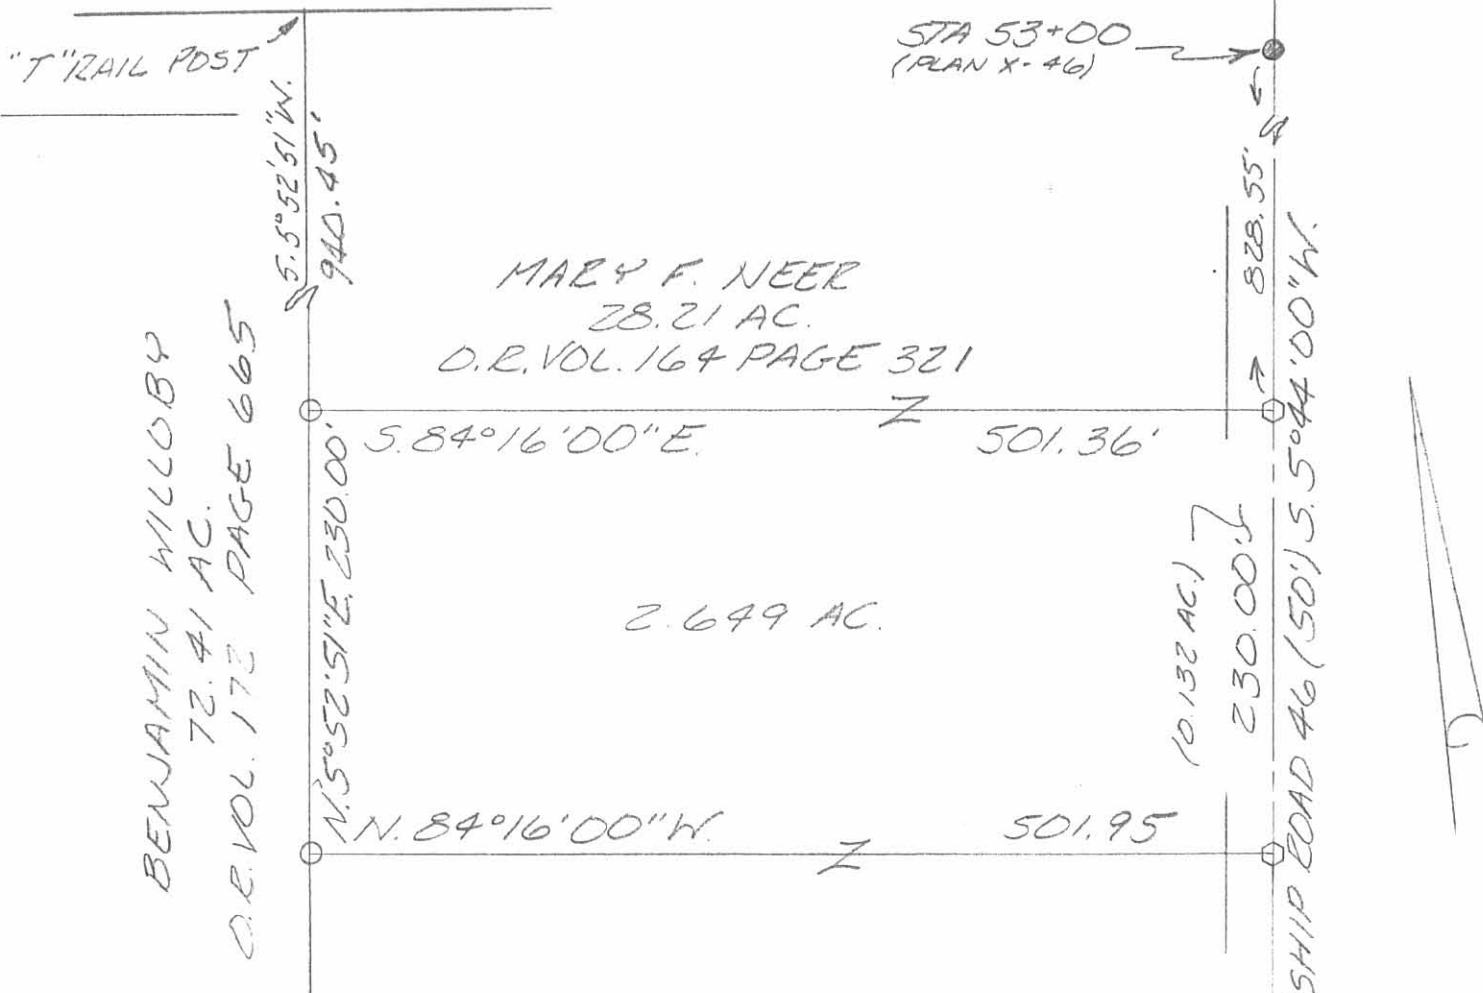 "T" RAIL POST
STA 53+00
(PLAN X-46)
S.5°52'51"W.
940.45'
828.55'
MARY F. NEER
28.21 AC.
O.R. VOL. 164 PAGE 321
S. 84°16'00" E.
501.36'
BENJAMIN WILLOBY
72.41 AC.
O.R. VOL. 172 PAGE 665
N.5°52'51"E. 230.00'
2.649 AC.
(0.132 AC.)
230.00'
SHIP ROAD 46 (50') S.5°44'00"W.
N. 84°16'00" W.
501.95